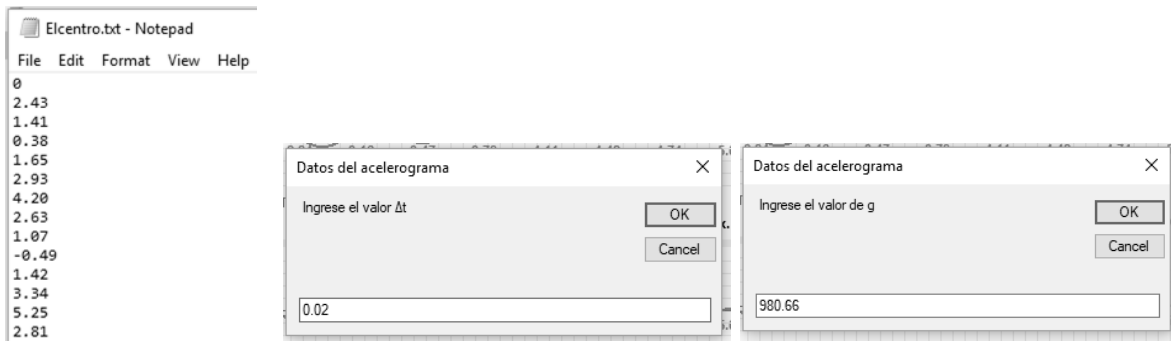 Elcentro.txt - Notepad
File Edit Format View Help
0
2.43
1.41
0.38
1.65
2.93
4.20
2.63
1.07
-0.49
1.42
3.34
5.25
2.81
Datos del acelerograma
Ingrese el valor Δt
OK
Cancel
0.02
Datos del acelerograma
Ingrese el valor de g
OK
Cancel
980.66